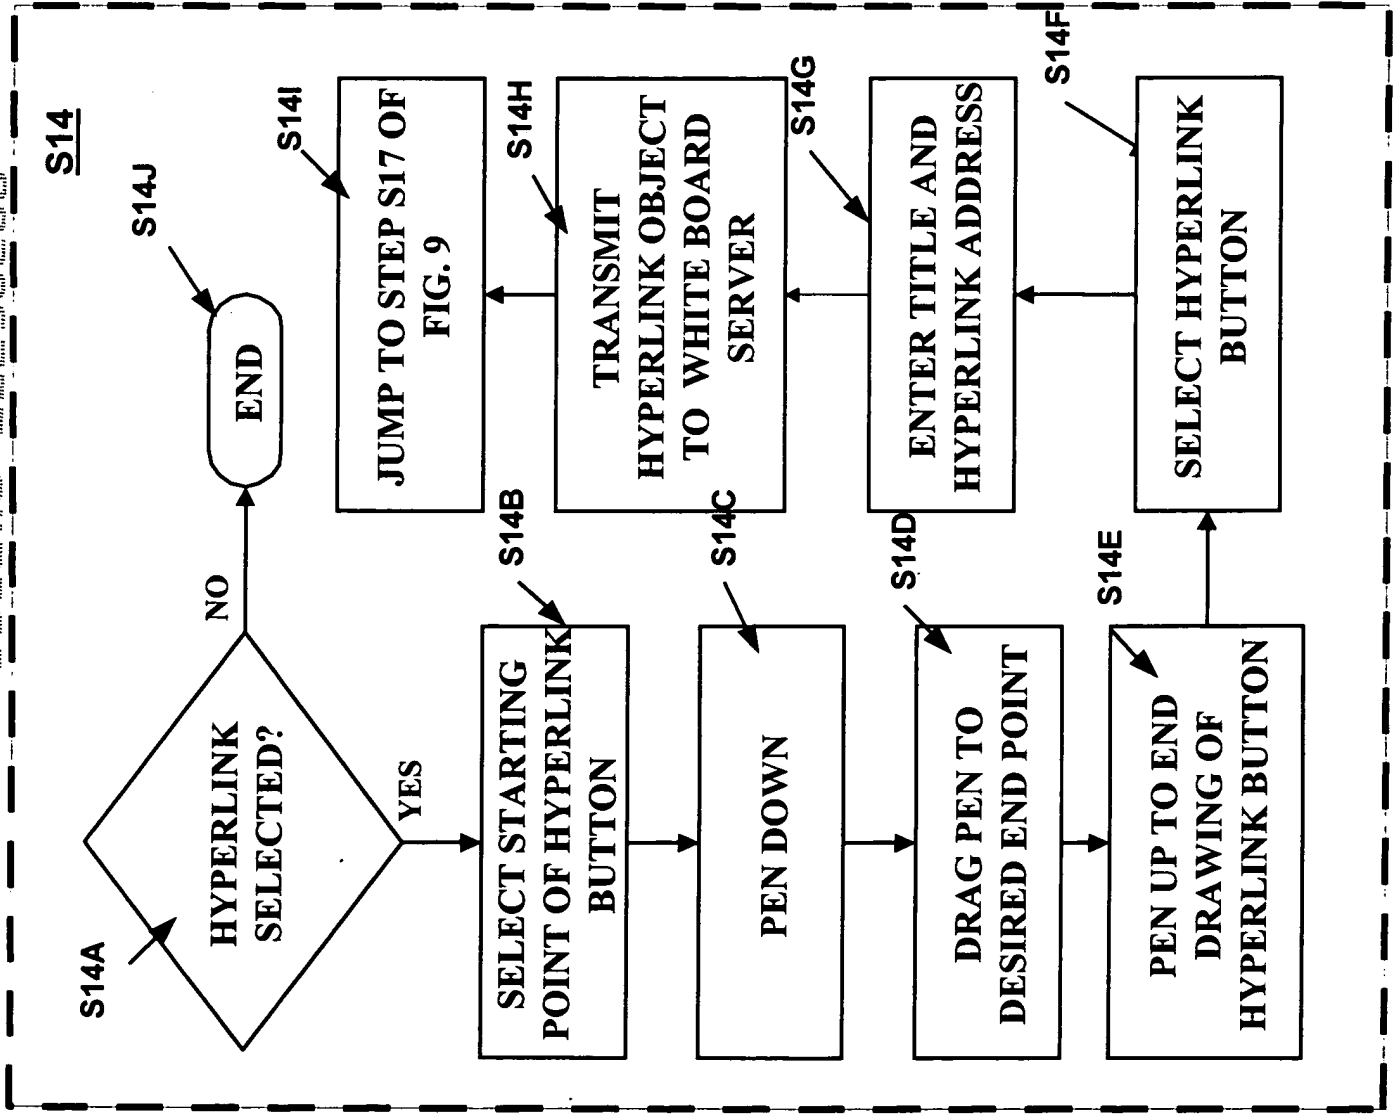 S14
S14A
HYPERLINK
SELECTED?
NO
END
S14J
YES
SELECT STARTING
POINT OF HYPERLINK
BUTTON
S14B
PEN DOWN
S14C
DRAG PEN TO
DESIRED END POINT
S14D
PEN UP TO END
DRAWING OF
HYPERLINK BUTTON
S14E
SELECT HYPERLINK
BUTTON
S14F
ENTER TITLE AND
HYPERLINK ADDRESS
S14G
TRANSMIT
HYPERLINK OBJECT
TO WHITE BOARD
SERVER
S14H
JUMP TO STEP S17 OF
FIG. 9
S14I